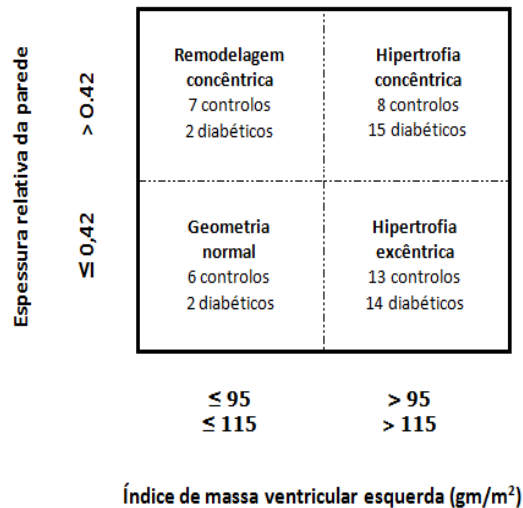 Espessura relativa da parede
> 0.42
≤ 0,42
Remodelagem
concêntrica
7 controlos
2 diabéticos
Hipertrofia
concêntrica
8 controlos
15 diabéticos
Geometria
normal
6 controlos
2 diabéticos
Hipertrofia
excêntrica
13 controlos
14 diabéticos
≤ 95
≤ 115
> 95
> 115
Índice de massa ventricular esquerda (gm/m²)